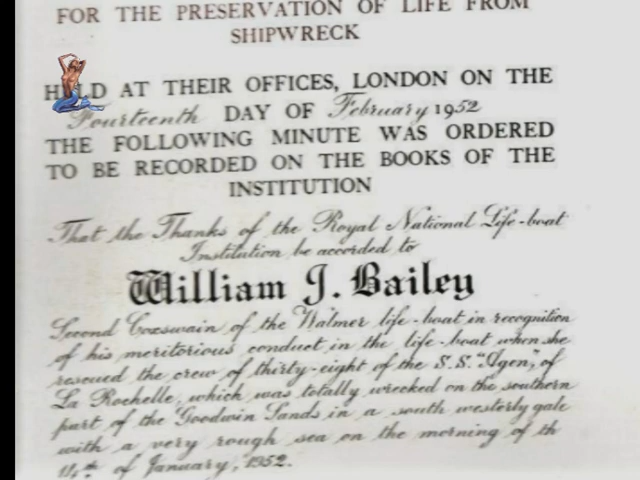 FOR THE PRESERVATION OF LIFE FROM
SHIPWRECK
HELD AT THEIR OFFICES, LONDON ON THE
Fourteenth DAY OF February 1952
THE FOLLOWING MINUTE WAS ORDERED
TO BE RECORDED ON THE BOOKS OF THE
INSTITUTION
That the Thanks of the Royal National Life-boat
Institution be accorded to
William J. Bailey
Second Coxswain of the Walmer life-boat in recognition
of his meritorious conduct in the life-boat when she
rescued the crew of thirty-eight of the S.S. "Agen", of
La Rochelle, which was totally wrecked on the southern
part of the Goodwin Sands in a south westerly gale
with a very rough sea on the morning of th
14th of January, 1952.